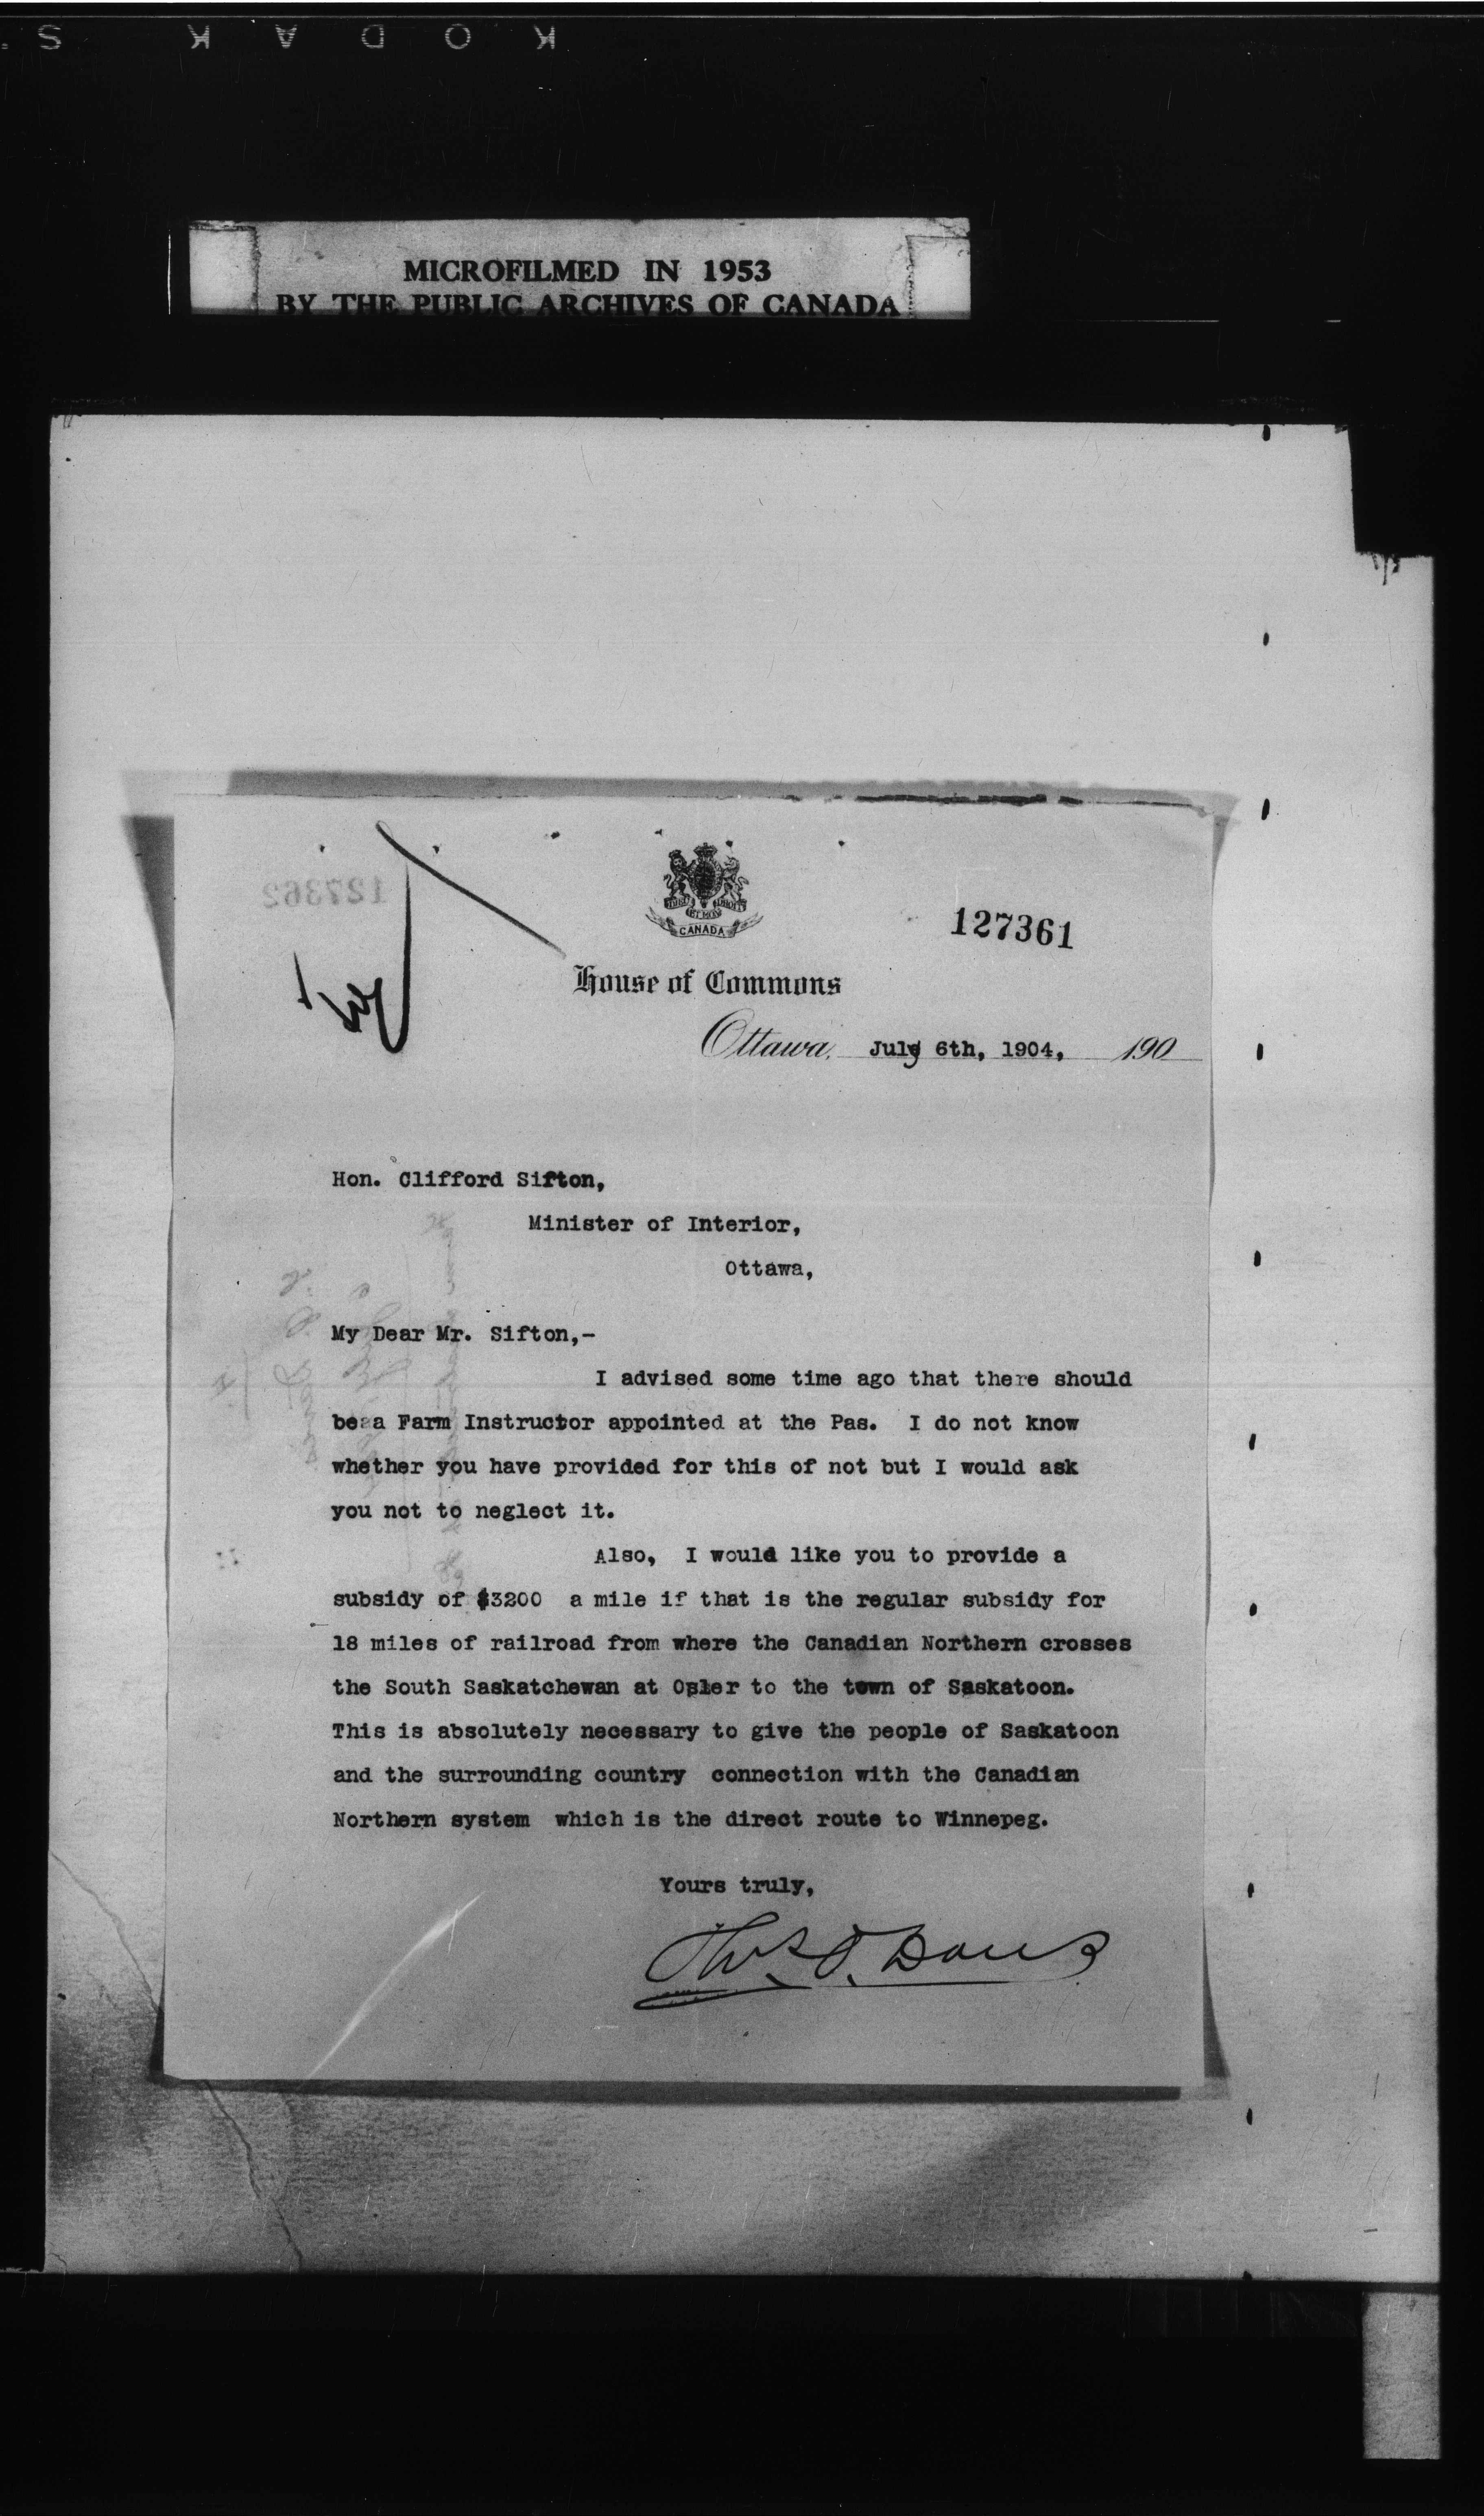 KODAK S
MICROFILMED IN 1953
BY THE PUBLIC ARCHIVES OF CANADA
127362
DIEU ET MON DROIT
CANADA
127361
House of Commons
Ottawa, July 6th, 1904, 190
Hon. Clifford Sifton,
Minister of Interior,
Ottawa,
My Dear Mr. Sifton,-
I advised some time ago that there should
be a Farm Instructor appointed at the Pas. I do not know
whether you have provided for this of not but I would ask
you not to neglect it.
Also, I would like you to provide a
subsidy of $3200 a mile if that is the regular subsidy for
18 miles of railroad from where the Canadian Northern crosses
the South Saskatchewan at Osler to the town of Saskatoon.
This is absolutely necessary to give the people of Saskatoon
and the surrounding country connection with the Canadian
Northern system which is the direct route to Winnepeg.
Yours truly,
Thos O. Davis